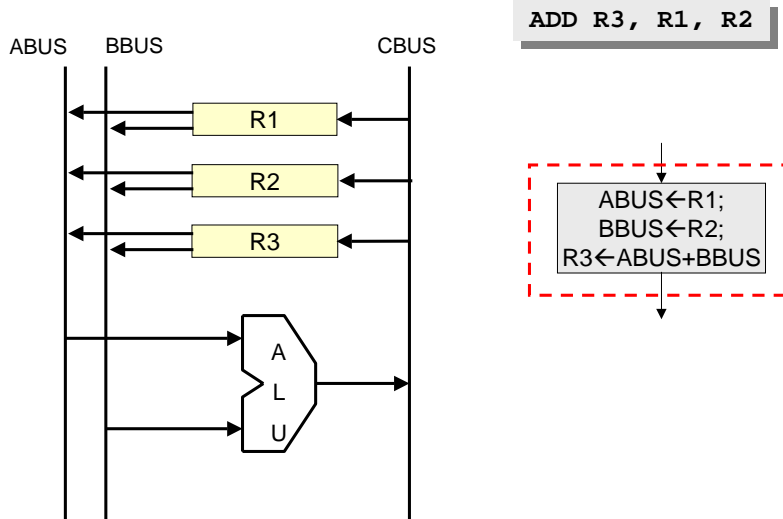 ADD R3, R1, R2
ABUS BBUS CBUS
R1
R2
R3
ABUS←R1;
BBUS←R2;
R3←ABUS+BBUS
A
L
U